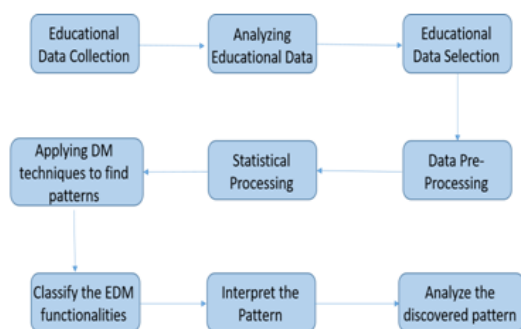 Educational
Data Collection
Analyzing
Educational Data
Educational
Data Selection
Data Pre-
Processing
Statistical
Processing
Applying DM
techniques to find
patterns
Classify the EDM
functionalities
Interpret the
Pattern
Analyze the
discovered pattern